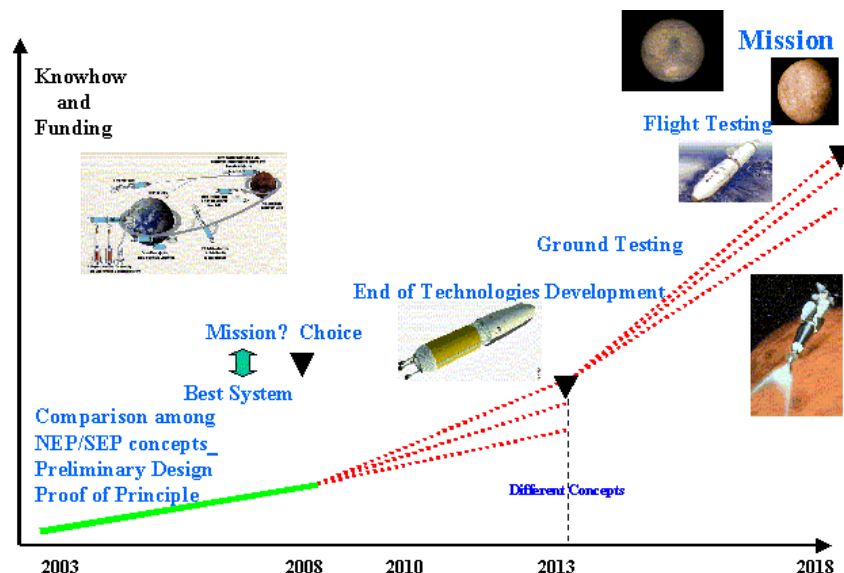 Mission
Knowhow
and
Funding
Flight Testing
Ground Testing
End of Technologies Development
Mission? Choice
Best System
Comparison among
NEP/SEP concepts_
Preliminary Design
Proof of Principle
Different Concepts
2003
2008
2010
2013
2018